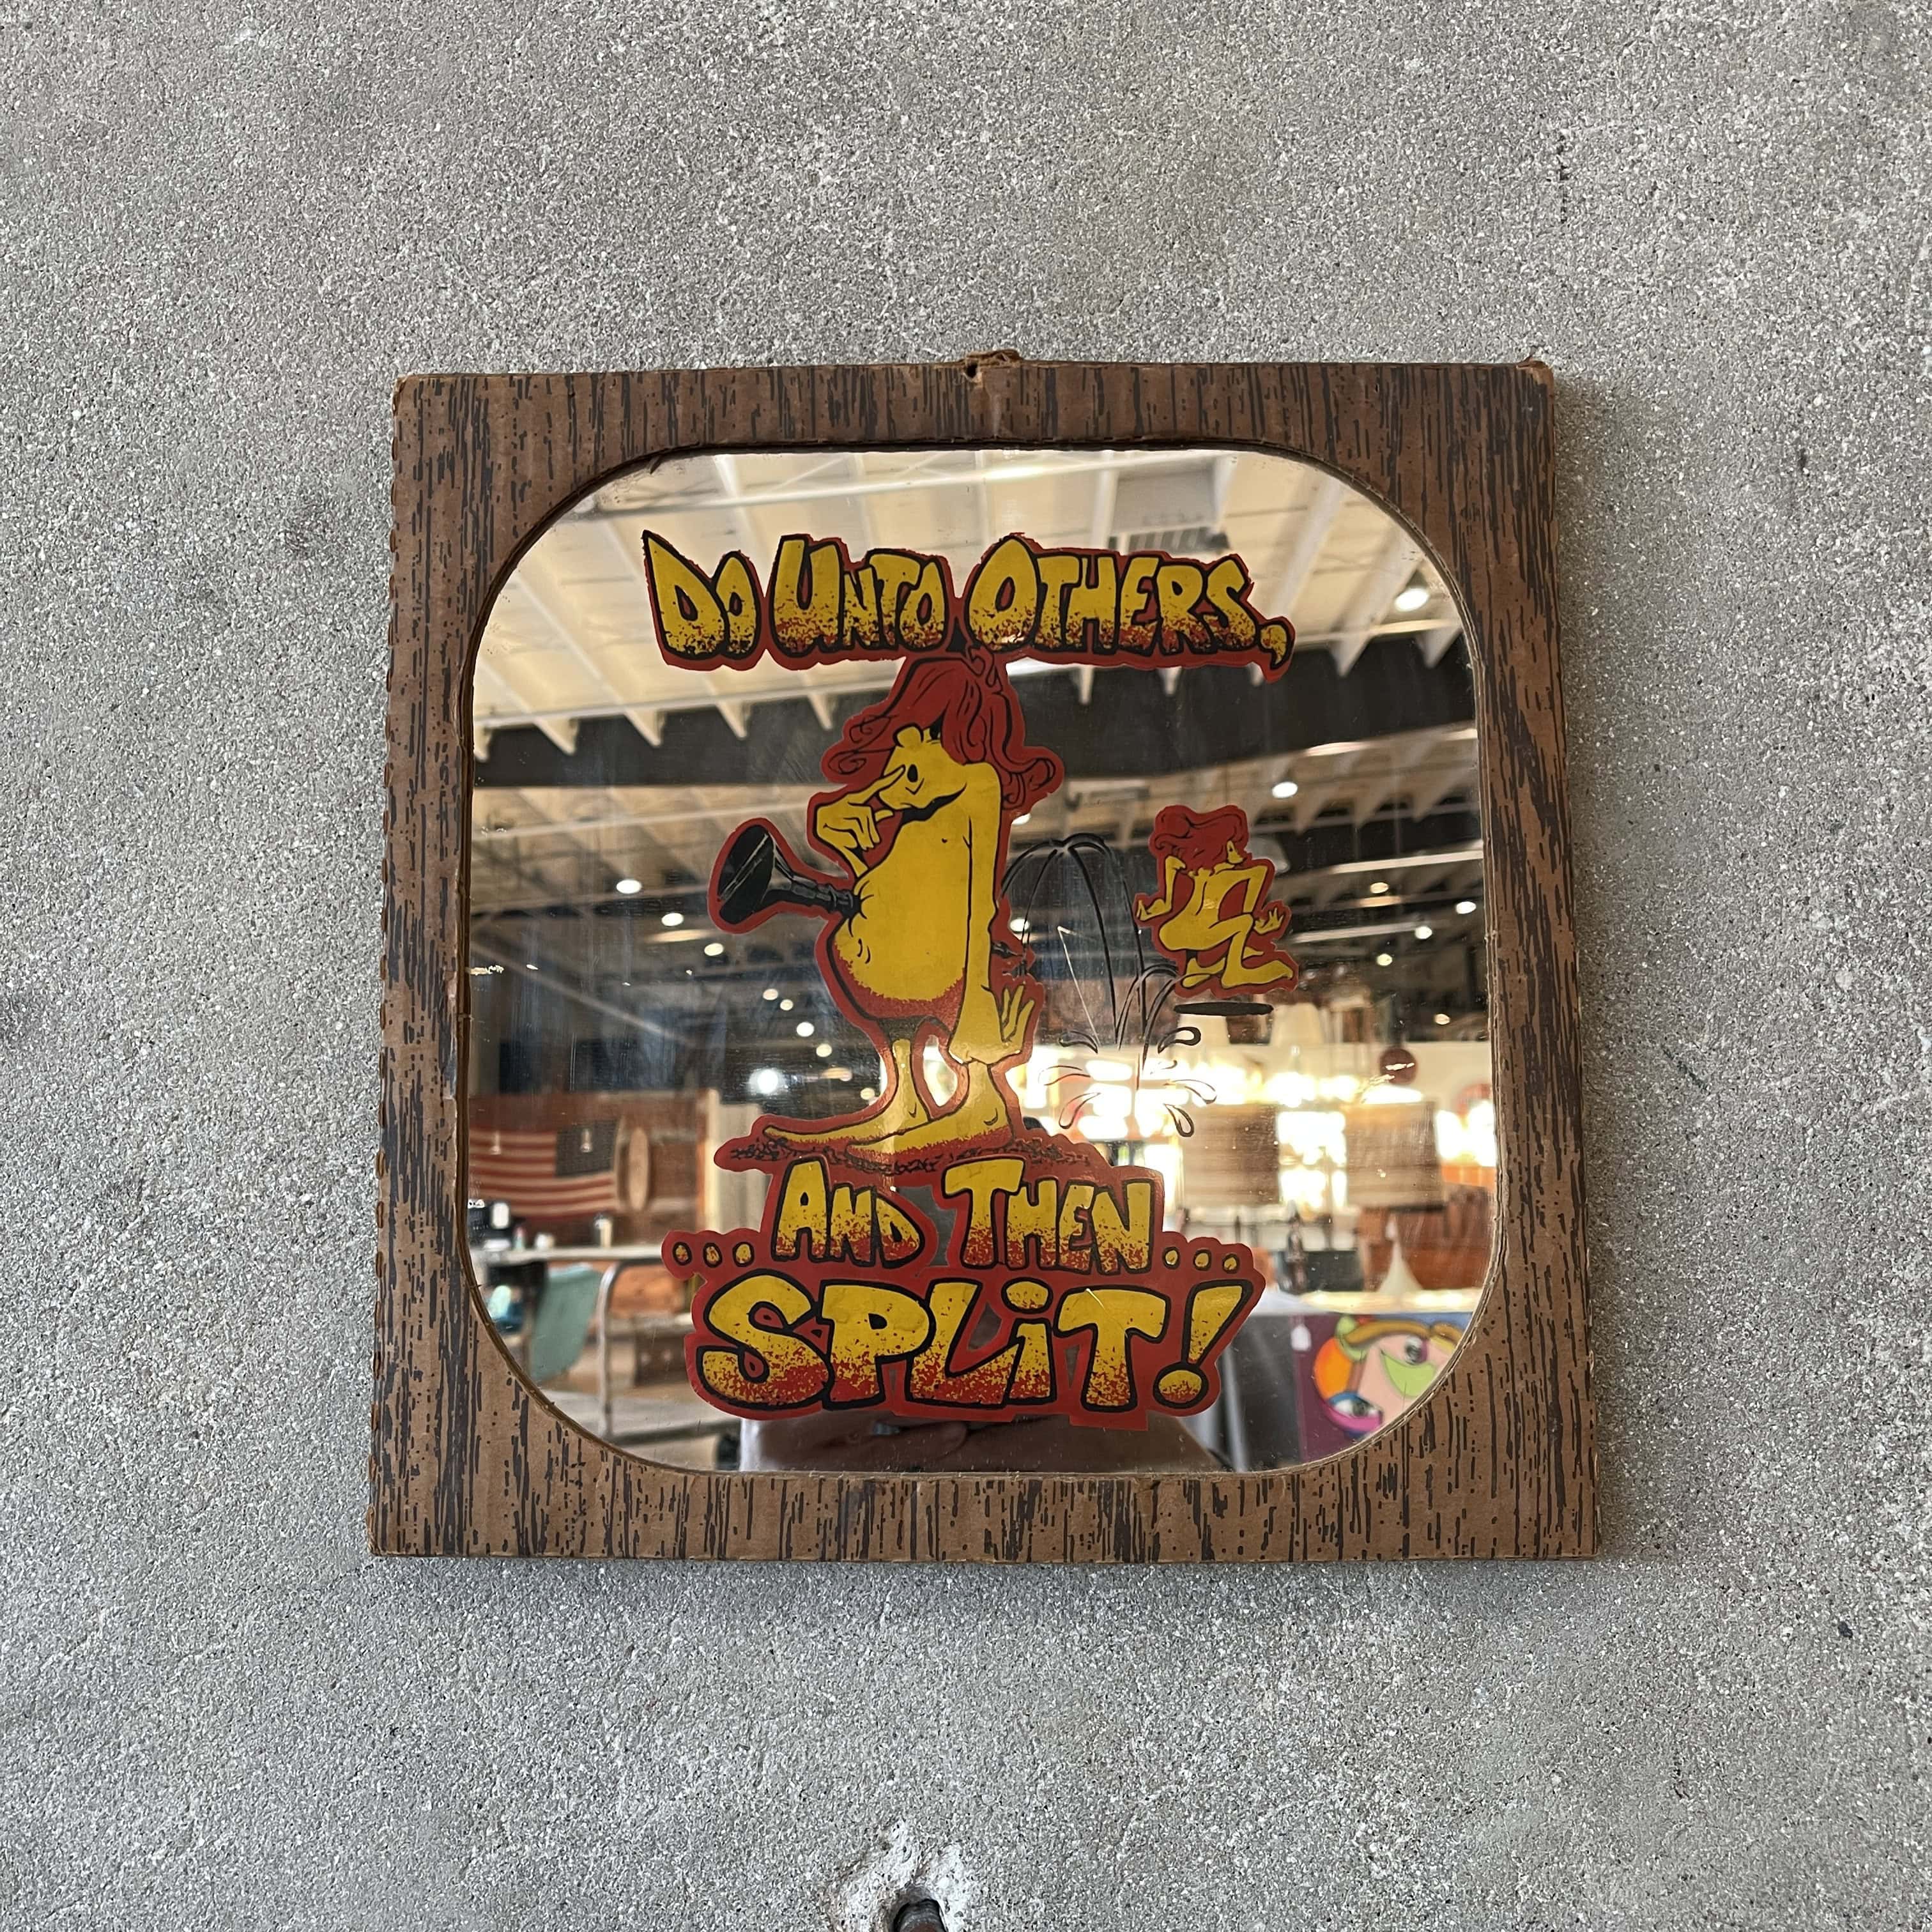 Do Unto Others,
...And Then...
SPLiT!